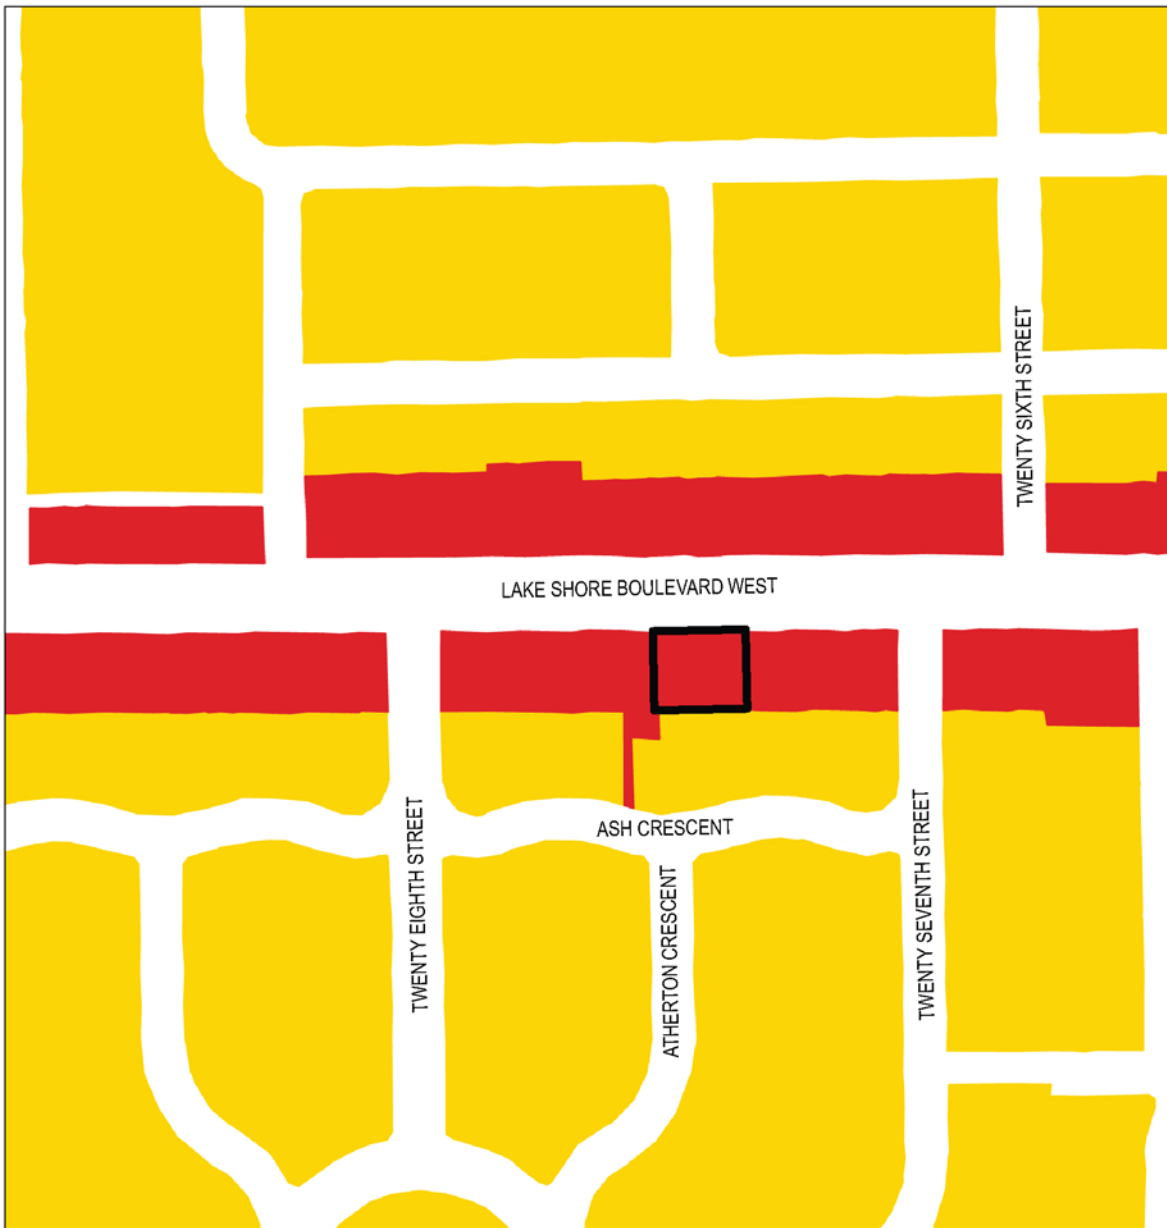 TWENTY SIXTH STREET
LAKE SHORE BOULEVARD WEST
ASH CRESCENT
TWENTY EIGHTH STREET
ATHERTON CRESCENT
TWENTY SEVENTH STREET